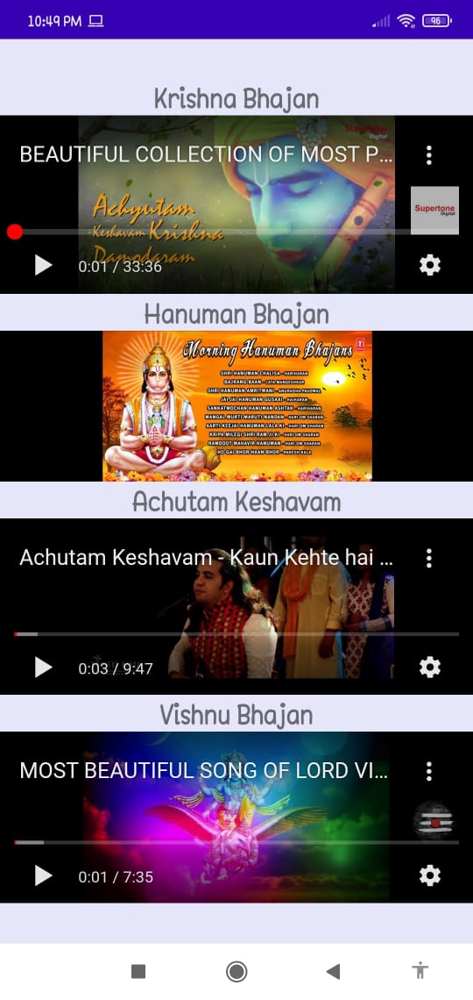 10:49 PM
96
Krishna Bhajan
Supertone
Digital
BEAUTIFUL COLLECTION OF MOST P...
Achyutam
Keshavam Krishna
Damodaram
Supertone
Digital
0:01 / 33:36
Hanuman Bhajan
Morning Hanuman Bhajans
SHRI HANUMAN CHALISA - HARIHARAN
BAJRANG BAAN - LATA MANGESHKAR
SHRI HANUMAN AMRITWANI - ANURADHA PAUDWAL
JAI JAI HANUMAN GUSAAI - HARIHARAN
SANKATMOCHAN HANUMAN ASHTAK - HARIHARAN
MANGAL MURTI MARUTI NANDAN - HARI OM SHARAN
AARTI KEEJAI HANUMAN LALA KI - HARI OM SHARAN
KRIPA MILEGI SHRI RAM JI KI - HARI OM SHARAN
RAMDOOT MAHAVIR HANUMAN - HARI OM SHARAN
HO GAI BHOR HAAN BHOR - RAKESH KALA
Achutam Keshavam
Achutam Keshavam - Kaun Kehte hai ...
0:03 / 9:47
Vishnu Bhajan
MOST BEAUTIFUL SONG OF LORD VI...
0:01 / 7:35